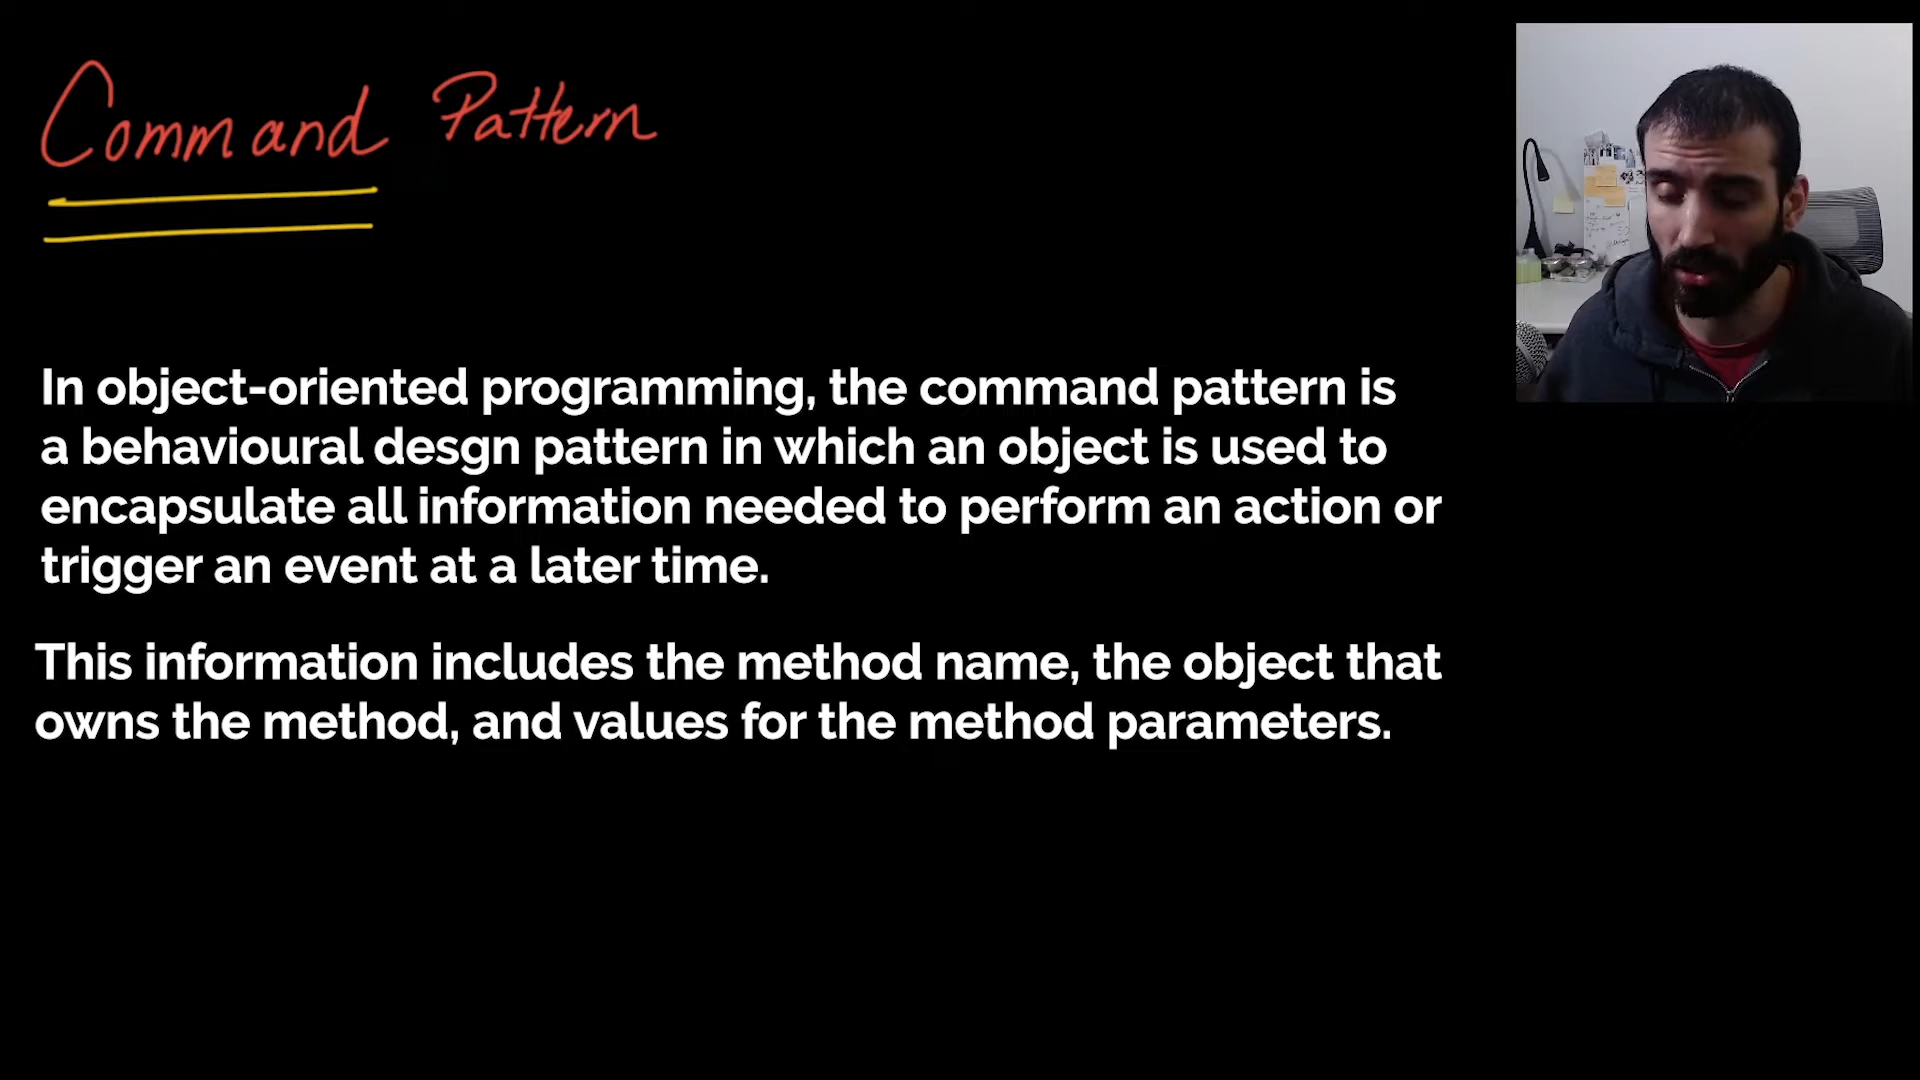 Command Pattern
In object-oriented programming, the command pattern is
a behavioural desgn pattern in which an object is used to
encapsulate all information needed to perform an action or
trigger an event at a later time.
This information includes the method name, the object that
owns the method, and values for the method parameters.